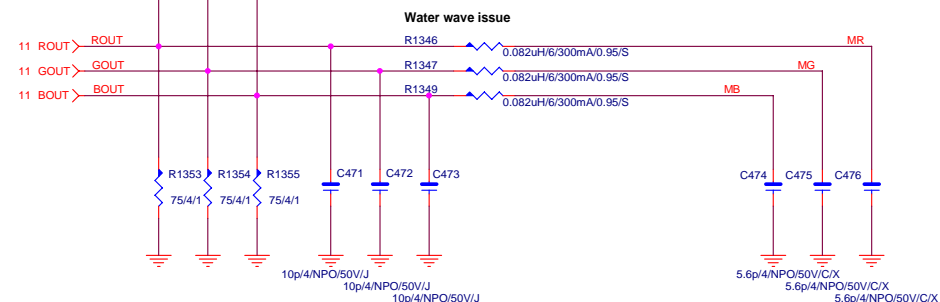 Water wave issue
11 ROUT ROUT R1346 0.082uH/6/300mA/0.95/S MR
11 GOUT GOUT R1347 0.082uH/6/300mA/0.95/S MG
11 BOUT BOUT R1349 0.082uH/6/300mA/0.95/S MB
R1353 R1354 R1355 C471 C472 C473 C474 C475 C476
75/4/1 75/4/1 75/4/1
10p/4/NPO/50V/J 5.6p/4/NPO/50V/C/X
10p/4/NPO/50V/J 5.6p/4/NPO/50V/C/X
10p/4/NPO/50V/J 5.6p/4/NPO/50V/C/X